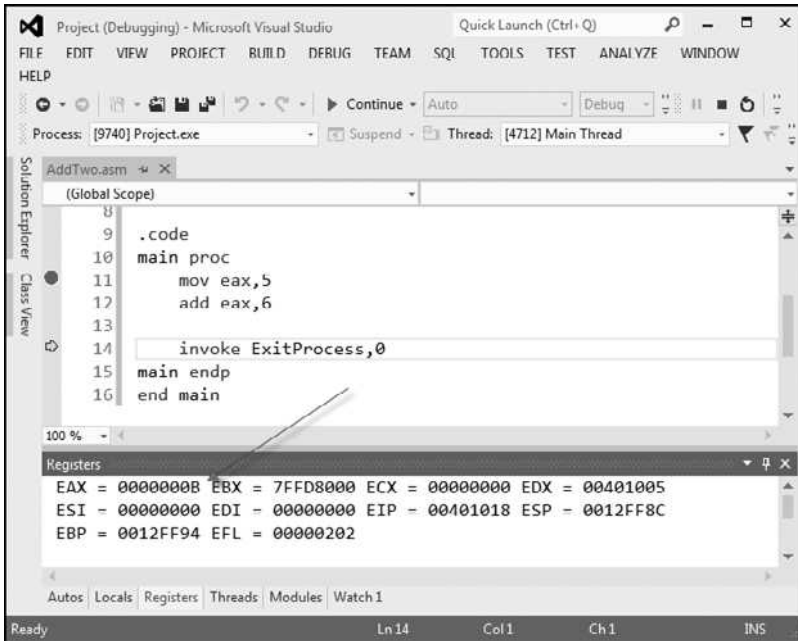 Project (Debugging) - Microsoft Visual Studio
Quick Launch (Ctrl+Q)
FILE EDIT VIEW PROJECT BUILD DEBUG TEAM SQL TOOLS TEST ANALYZE WINDOW
HELP
Continue Auto Debug
Process: [9740] Project.exe Suspend Thread: [4712] Main Thread
Solution Explorer
Class View
AddTwo.asm
(Global Scope)
8
9 .code
10 main proc
11 mov eax,5
12 add eax,6
13
14 invoke ExitProcess,0
15 main endp
16 end main
100 %
Registers
EAX = 0000000B EBX = 7FFD8000 ECX = 00000000 EDX = 00401005
ESI = 00000000 EDI = 00000000 EIP = 00401018 ESP = 0012FF8C
EBP = 0012FF94 EFL = 00000202
Autos Locals Registers Threads Modules Watch 1
Ready Ln 14 Col 1 Ch 1 INS